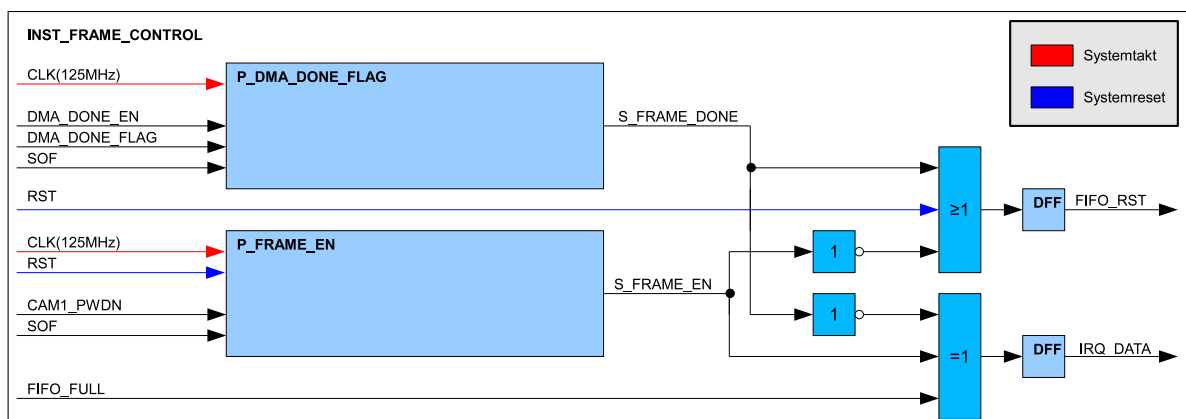 INST_FRAME_CONTROL
Systemtakt
Systemreset
CLK(125MHz)
P_DMA_DONE_FLAG
DMA_DONE_EN
DMA_DONE_FLAG
SOF
S_FRAME_DONE
RST
≥1
DFF
FIFO_RST
CLK(125MHz)
P_FRAME_EN
RST
1
CAM1_PWDN
SOF
S_FRAME_EN
1
=1
DFF
IRQ_DATA
FIFO_FULL